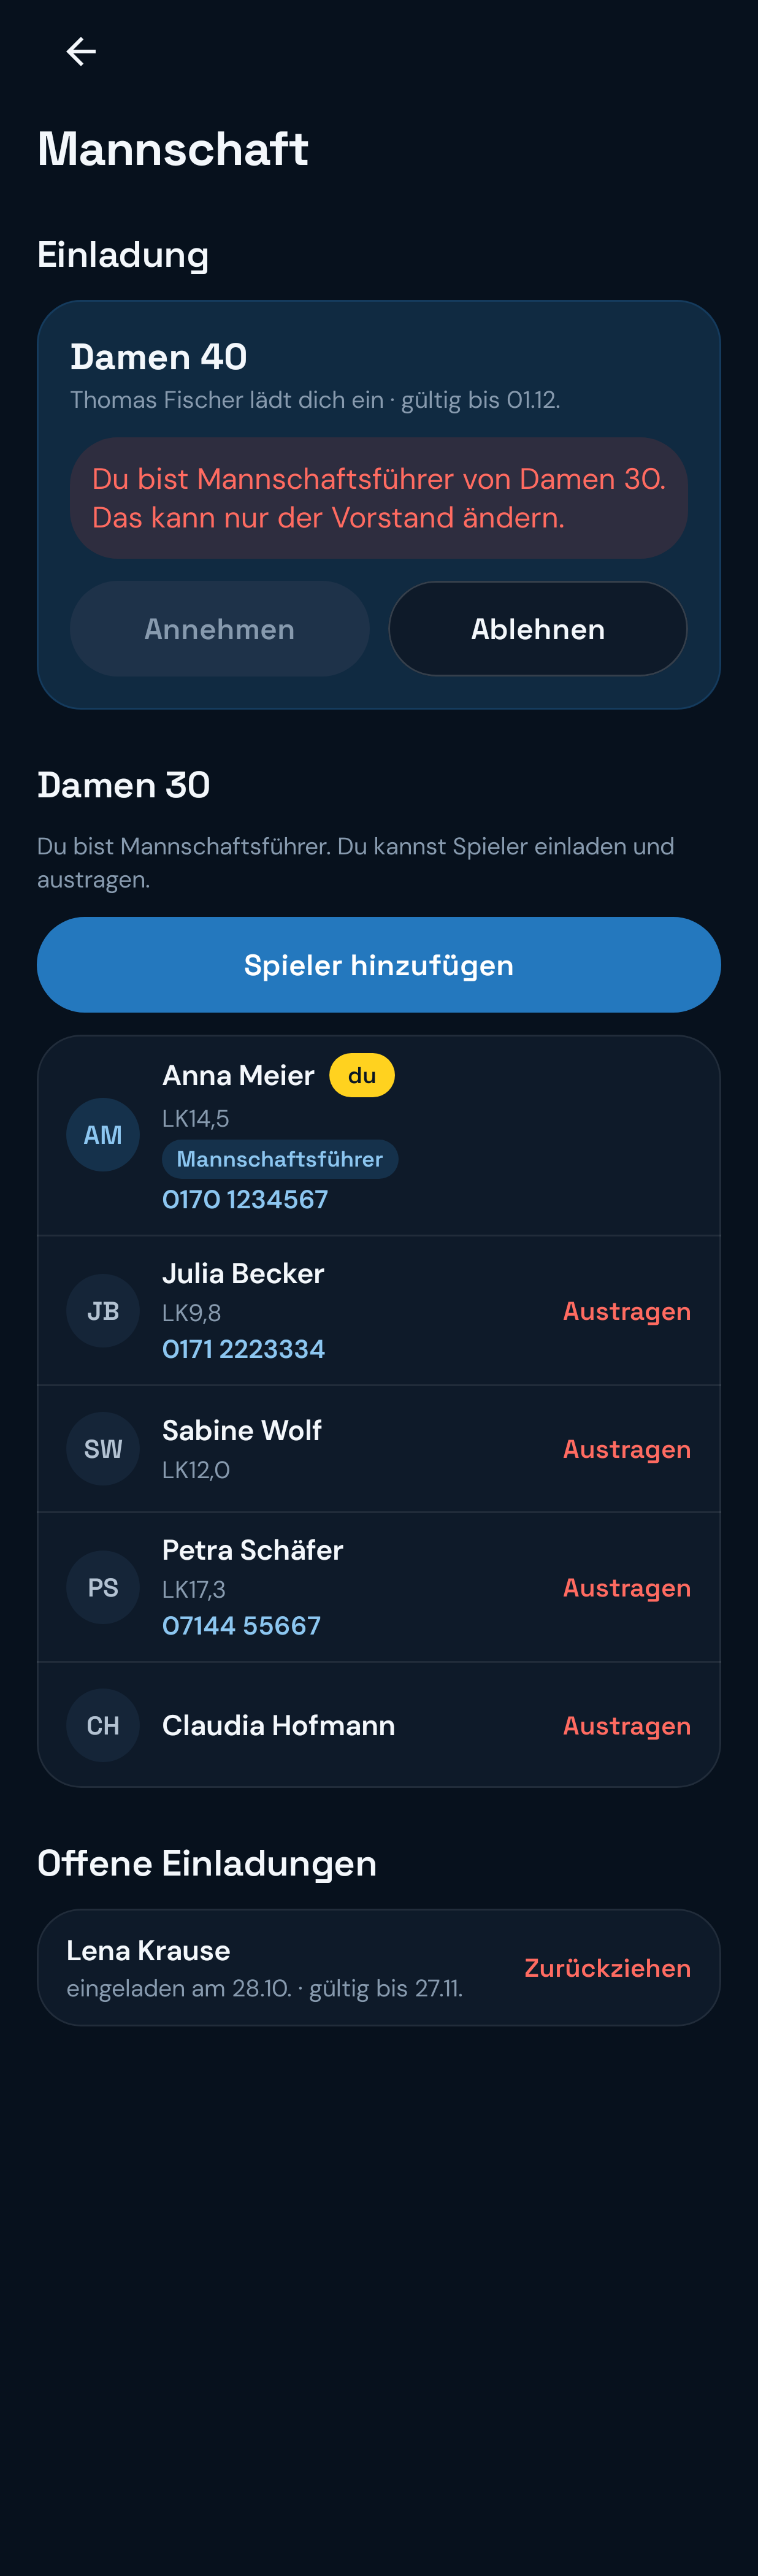 Mannschaft
Einladung
Damen 40
Thomas Fischer lädt dich ein · gültig bis 01.12.
Du bist Mannschaftsführer von Damen 30.
Das kann nur der Vorstand ändern.
Annehmen
Ablehnen
Damen 30
Du bist Mannschaftsführer. Du kannst Spieler einladen und
austragen.
Spieler hinzufügen
AM
Anna Meier
du
LK14,5
Mannschaftsführer
0170 1234567
JB
Julia Becker
LK9,8
0171 2223334
Austragen
SW
Sabine Wolf
LK12,0
Austragen
PS
Petra Schäfer
LK17,3
07144 55667
Austragen
CH
Claudia Hofmann
Austragen
Offene Einladungen
Lena Krause
eingeladen am 28.10. · gültig bis 27.11.
Zurückziehen